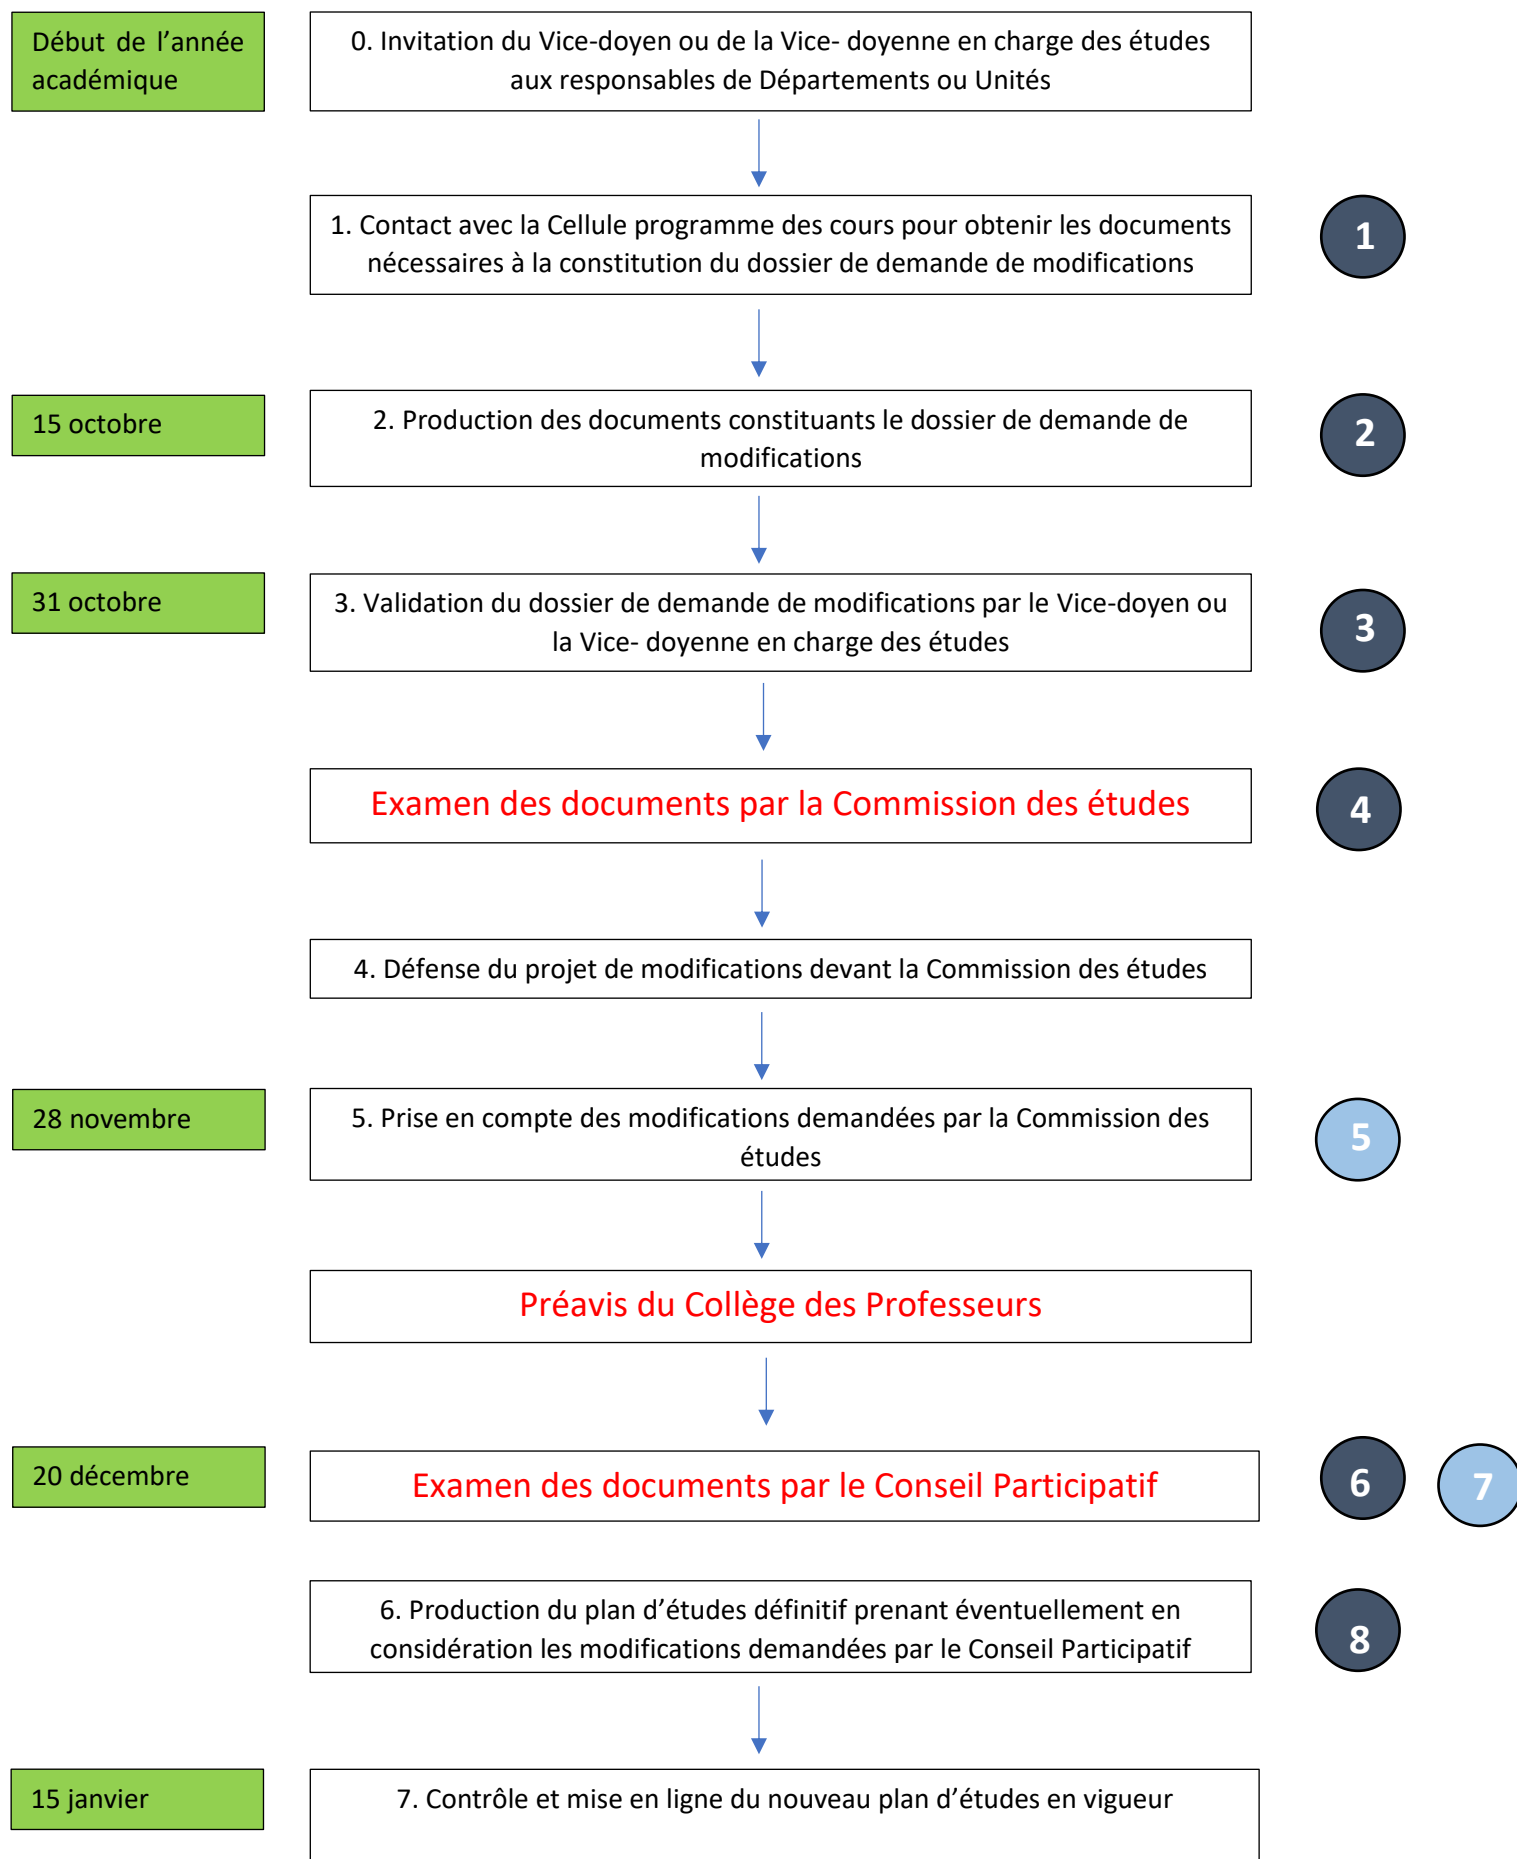 Début de l’année
académique
0. Invitation du Vice-doyen ou de la Vice- doyenne en charge des études
aux responsables de Départements ou Unités
1. Contact avec la Cellule programme des cours pour obtenir les documents
nécessaires à la constitution du dossier de demande de modifications
1
15 octobre
2. Production des documents constituants le dossier de demande de
modifications
2
31 octobre
3. Validation du dossier de demande de modifications par le Vice-doyen ou
la Vice- doyenne en charge des études
3
Examen des documents par la Commission des études
4
4. Défense du projet de modifications devant la Commission des études
28 novembre
5. Prise en compte des modifications demandées par la Commission des
études
5
Préavis du Collège des Professeurs
20 décembre
Examen des documents par le Conseil Participatif
6
7
6. Production du plan d’études définitif prenant éventuellement en
considération les modifications demandées par le Conseil Participatif
8
15 janvier
7. Contrôle et mise en ligne du nouveau plan d’études en vigueur